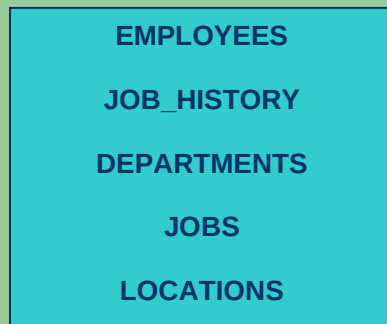 EMPLOYEES
JOB_HISTORY
DEPARTMENTS
JOBS
LOCATIONS